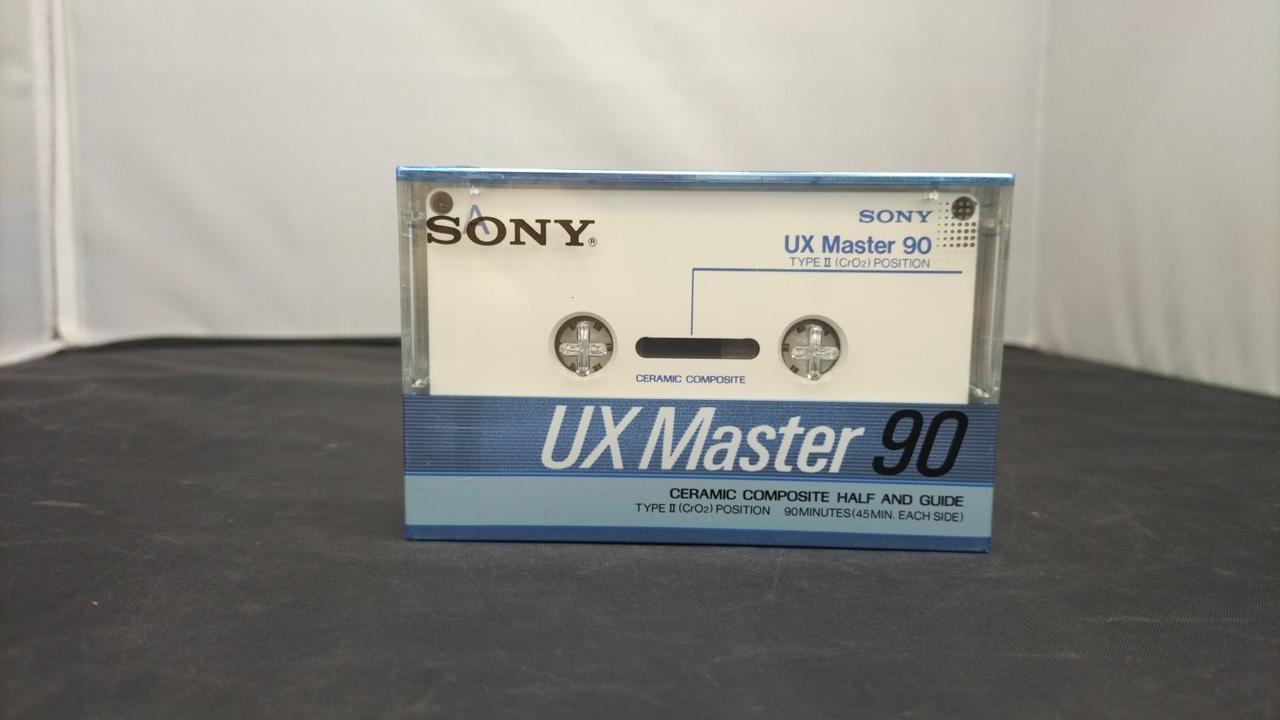 A
SONY®
SONY
UX Master 90
TYPE II (CrO₂) POSITION
CERAMIC COMPOSITE
UX Master 90
CERAMIC COMPOSITE HALF AND GUIDE
TYPE II (CrO₂) POSITION 90MINUTES (45MIN. EACH SIDE)